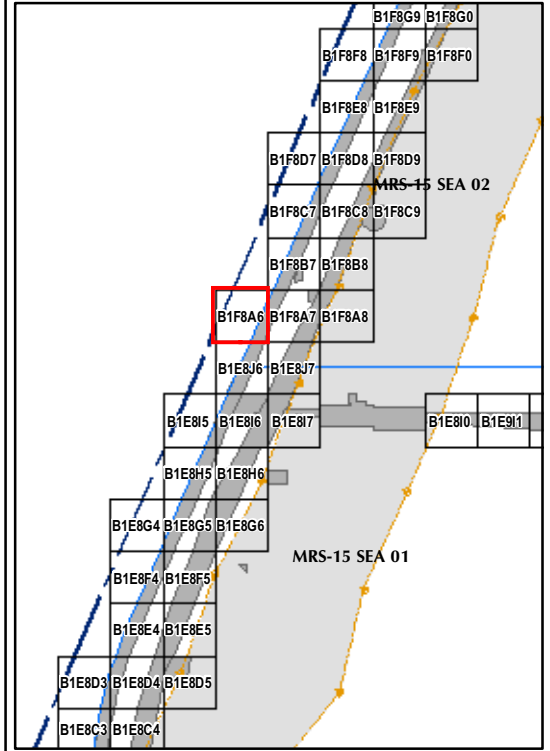 B1F8G9 B1F8G0
B1F8F8 B1F8F9 B1F8F0
B1F8E8 B1F8E9
B1F8D7 B1F8D8 B1F8D9
MRS-15 SEA 02
B1F8C7 B1F8C8 B1F8C9
B1F8B7 B1F8B8
B1F8A6 B1F8A7 B1F8A8
B1E8J6 B1E8J7
B1E8I5 B1E8I6 B1E8I7 B1E8I0 B1E9I1
B1E8H5 B1E8H6
B1E8G4 B1E8G5 B1E8G6
MRS-15 SEA 01
B1E8F4 B1E8F5
B1E8E4 B1E8E5
B1E8D3 B1E8D4 B1E8D5
B1E8C3 B1E8C4